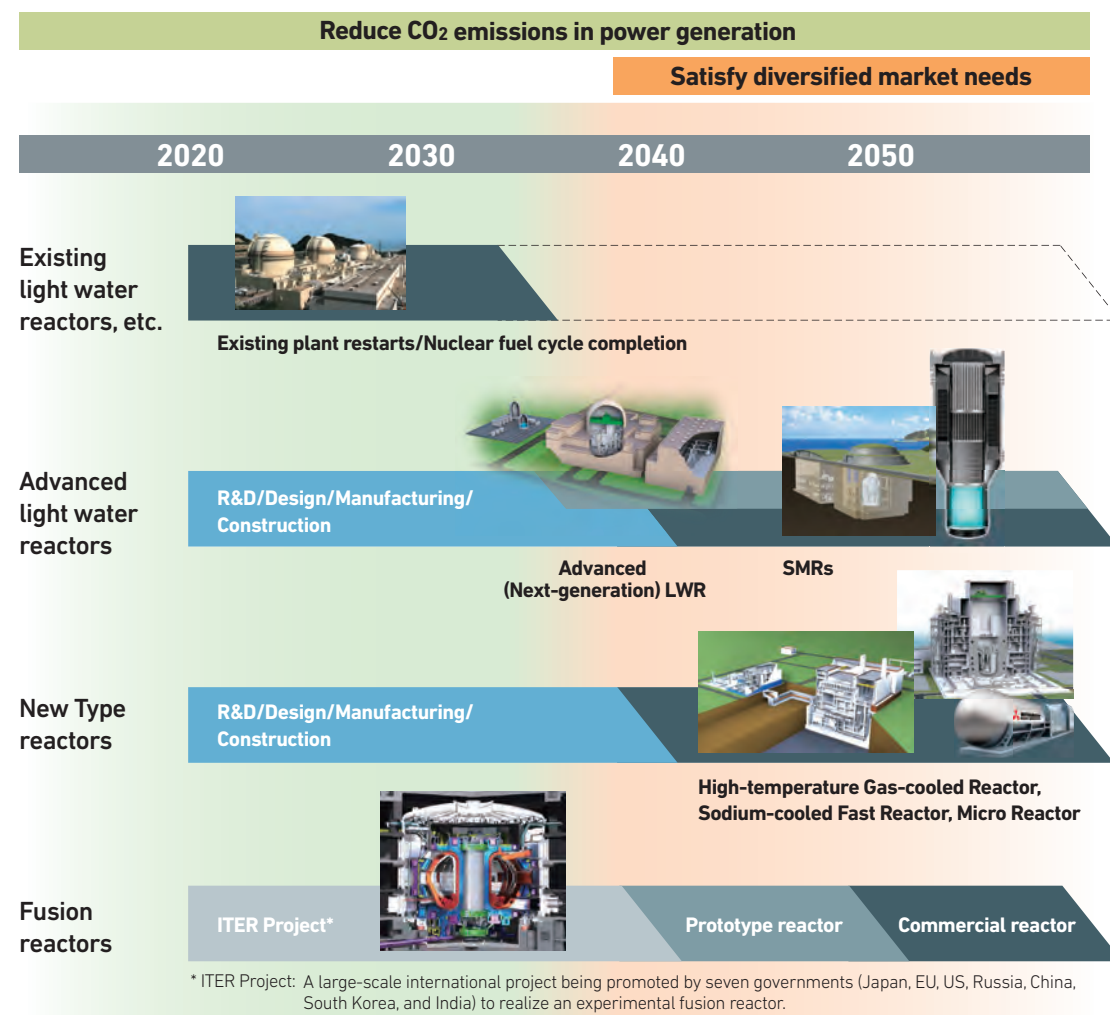 Reduce CO2 emissions in power generation
Satisfy diversified market needs
2020 2030 2040 2050
Existing
light water
reactors, etc.
Existing plant restarts/Nuclear fuel cycle completion
Advanced
light water
reactors
R&D/Design/Manufacturing/
Construction
Advanced
(Next-generation) LWR
SMRs
New Type
reactors
R&D/Design/Manufacturing/
Construction
High-temperature Gas-cooled Reactor,
Sodium-cooled Fast Reactor, Micro Reactor
Fusion
reactors
ITER Project*
Prototype reactor
Commercial reactor
* ITER Project: A large-scale international project being promoted by seven governments (Japan, EU, US, Russia, China,
South Korea, and India) to realize an experimental fusion reactor.